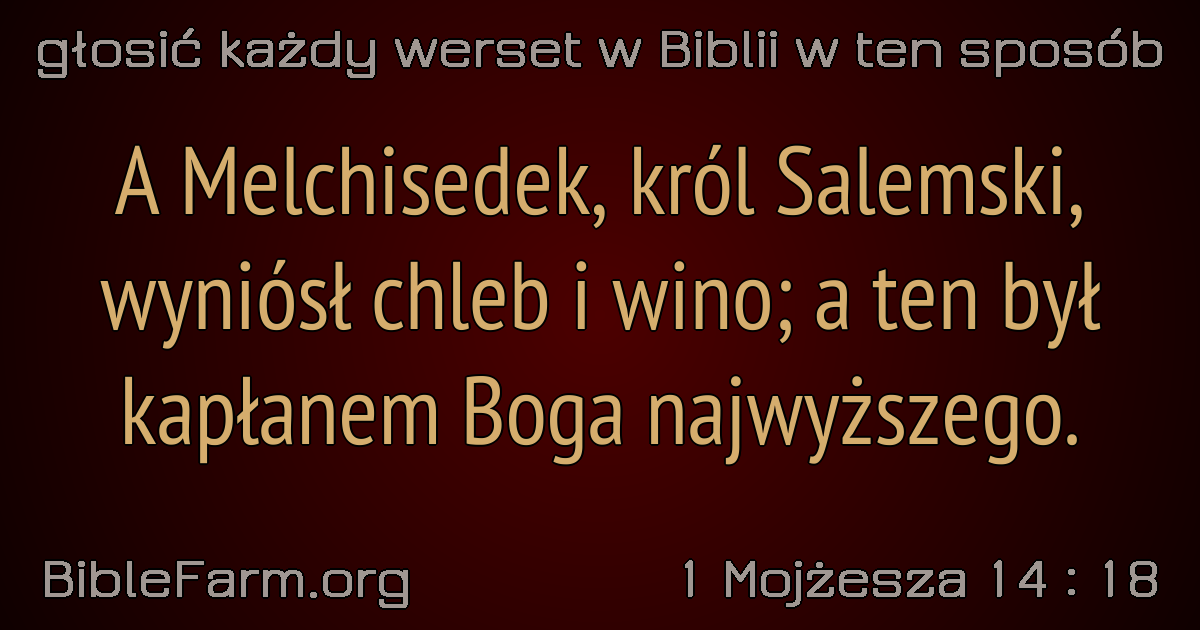 głosić każdy werset w Biblii w ten sposób
A Melchisedek, król Salemski,
wyniósł chleb i wino; a ten był
kapłanem Boga najwyższego.
BibleFarm.org
1 Mojżesza 14 : 18